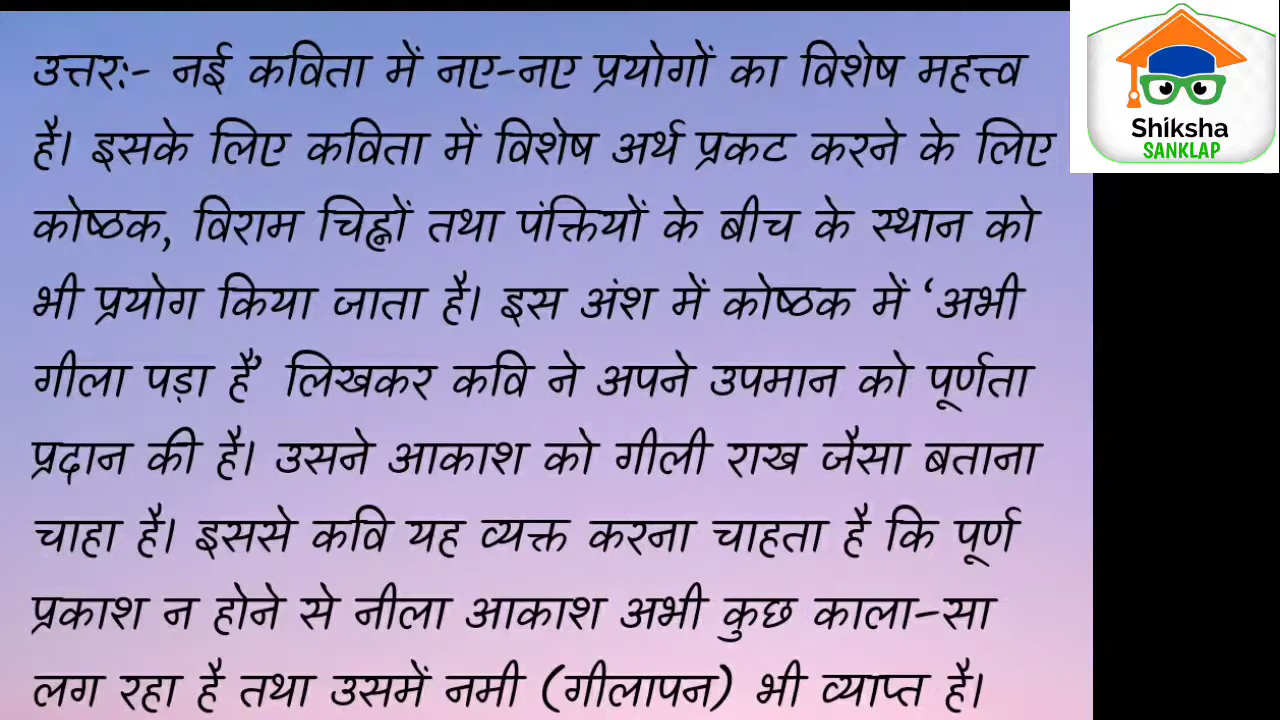 उत्तर:- नई कविता में नए-नए प्रयोगों का विशेष महत्त्व
है। इसके लिए कविता में विशेष अर्थ प्रकट करने के लिए
कोष्ठक, विराम चिह्नों तथा पंक्तियों के बीच के स्थान को
भी प्रयोग किया जाता है। इस अंश में कोष्ठक में ‘अभी
गीला पड़ा है’ लिखकर कवि ने अपने उपमान को पूर्णता
प्रदान की है। उसने आकाश को गीली राख जैसा बताना
चाहा है। इससे कवि यह व्यक्त करना चाहता है कि पूर्ण
प्रकाश न होने से नीला आकाश अभी कुछ काला-सा
लग रहा है तथा उसमें नमी (गीलापन) भी व्याप्त है।
Shiksha
SANKLAP